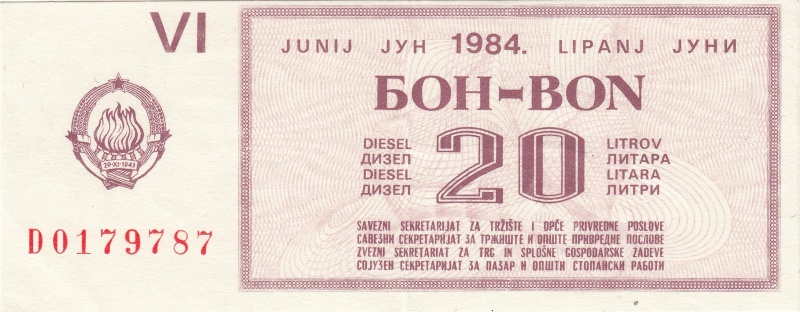 VI
JUNIJ ЈУН 1984. LIPANJ ЈУНИ
БОН-BON
DIESEL 20 LITROV
ДИЗЕЛ ЛИТАРА
DIESEL LITARA
ДИЗЕЛ ЛИТРИ
29·XI·1943
D0179787
SAVEZNI SEKRETARIJAT ZA TRŽIŠTE I OPĆE PRIVREDNE POSLOVE
САВЕЗНИ СЕКРЕТАРИЈАТ ЗА ТРЖИШТЕ И ОПШТЕ ПРИВРЕДНЕ ПОСЛОВЕ
ZVEZNI SEKRETARIAT ZA TRG IN SPLOŠNE GOSPODARSKE ZADEVE
СОЈУЗЕН СЕКРЕТАРИЈАТ ЗА ПАЗАР И ОПШТИ СТОПАНСКИ РАБОТИ